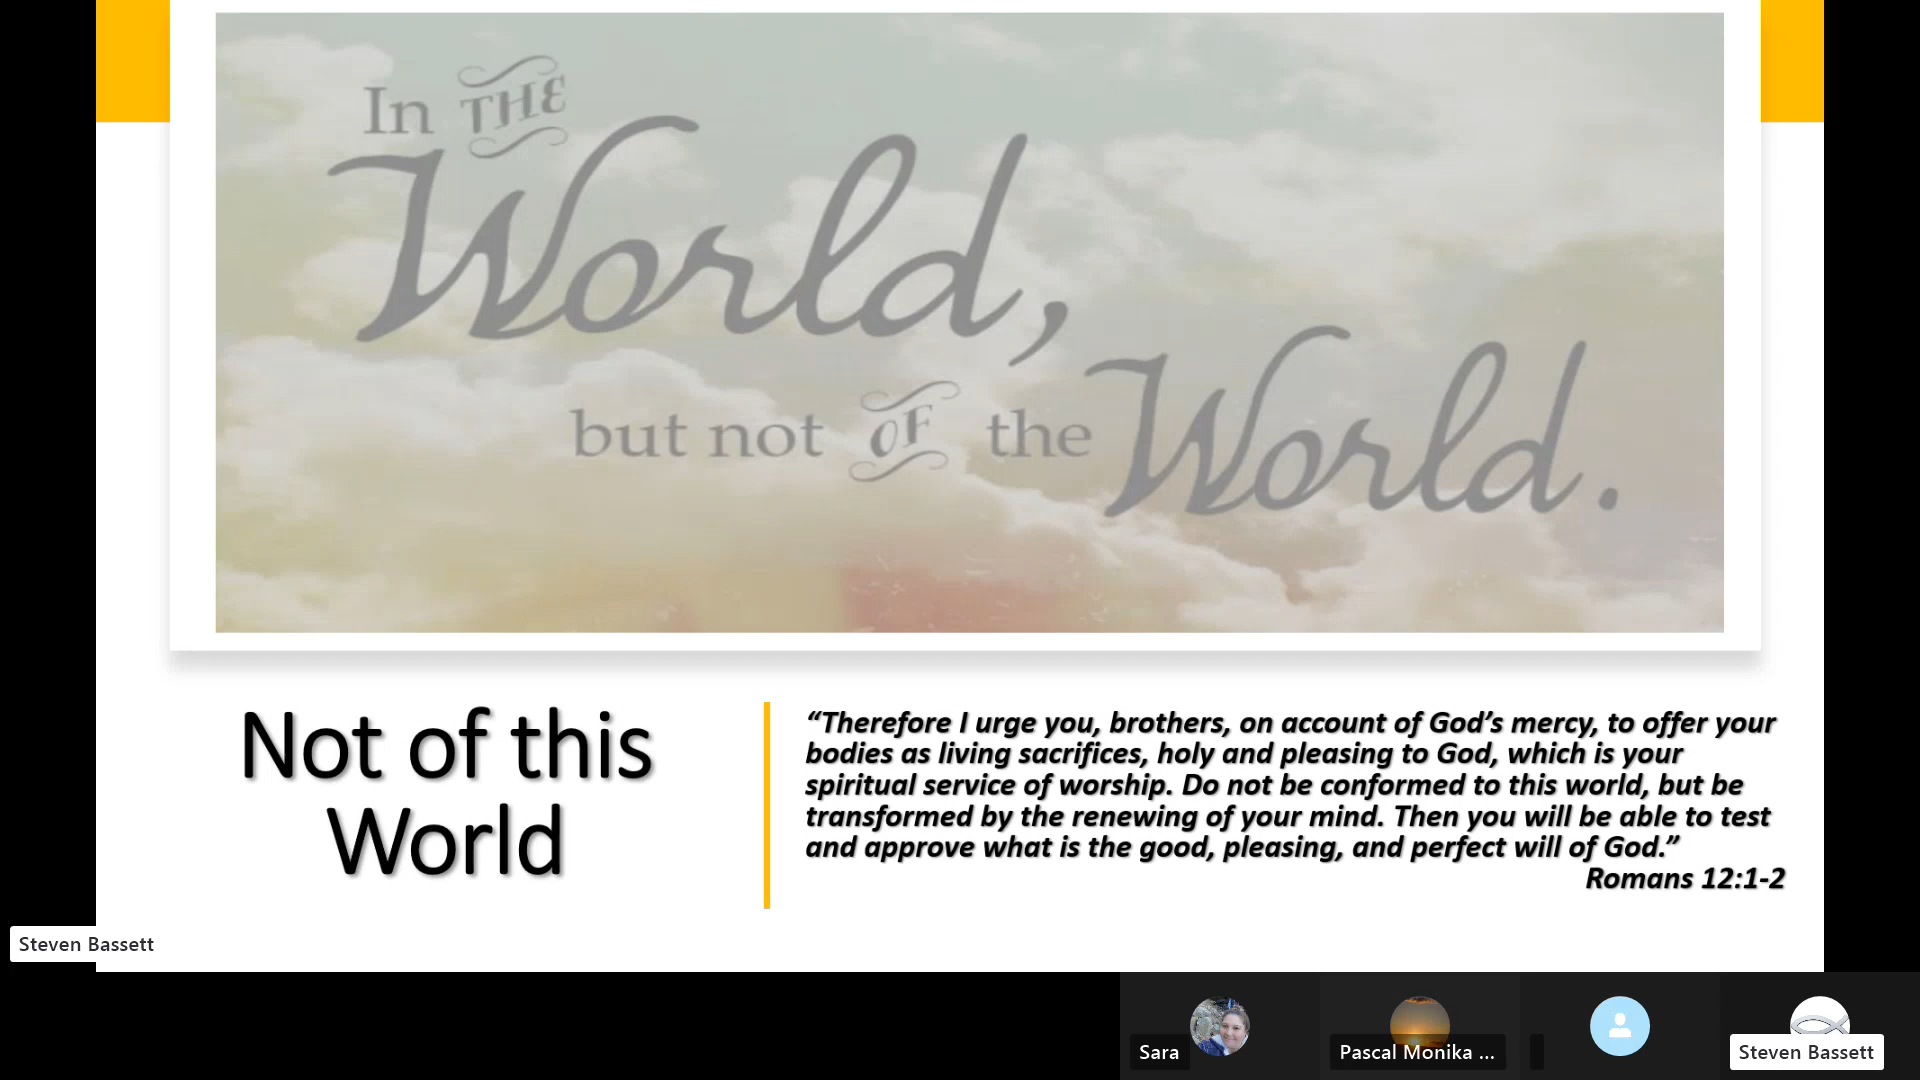 In THE
World,
but not OF the World.
Not of this
World
“Therefore I urge you, brothers, on account of God’s mercy, to offer your
bodies as living sacrifices, holy and pleasing to God, which is your
spiritual service of worship. Do not be conformed to this world, but be
transformed by the renewing of your mind. Then you will be able to test
and approve what is the good, pleasing, and perfect will of God.”
Romans 12:1-2
Steven Bassett
Sara
Pascal Monika ...
Steven Bassett